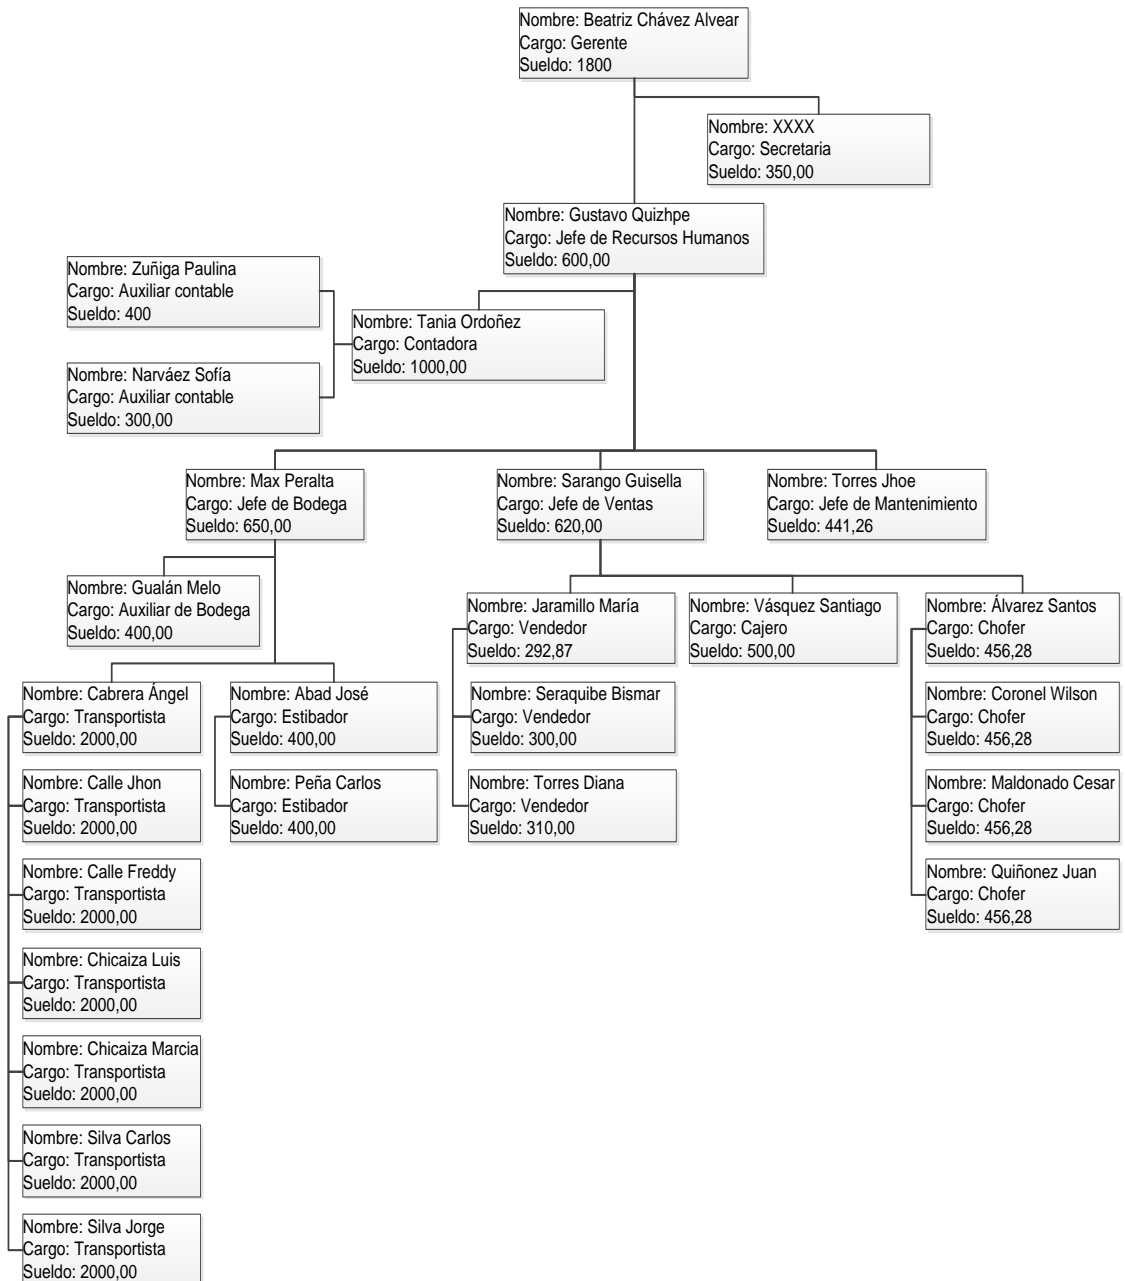 Nombre: Beatriz Chávez Alvear
Cargo: Gerente
Sueldo: 1800
Nombre: XXXX
Cargo: Secretaria
Sueldo: 350,00
Nombre: Gustavo Quizhpe
Cargo: Jefe de Recursos Humanos
Sueldo: 600,00
Nombre: Zuñiga Paulina
Cargo: Auxiliar contable
Sueldo: 400
Nombre: Tania Ordoñez
Cargo: Contadora
Sueldo: 1000,00
Nombre: Narváez Sofía
Cargo: Auxiliar contable
Sueldo: 300,00
Nombre: Max Peralta
Cargo: Jefe de Bodega
Sueldo: 650,00
Nombre: Sarango Guisella
Cargo: Jefe de Ventas
Sueldo: 620,00
Nombre: Torres Jhoe
Cargo: Jefe de Mantenimiento
Sueldo: 441,26
Nombre: Gualán Melo
Cargo: Auxiliar de Bodega
Sueldo: 400,00
Nombre: Jaramillo María
Cargo: Vendedor
Sueldo: 292,87
Nombre: Vásquez Santiago
Cargo: Cajero
Sueldo: 500,00
Nombre: Álvarez Santos
Cargo: Chofer
Sueldo: 456,28
Nombre: Cabrera Ángel
Cargo: Transportista
Sueldo: 2000,00
Nombre: Abad José
Cargo: Estibador
Sueldo: 400,00
Nombre: Seraquibe Bismar
Cargo: Vendedor
Sueldo: 300,00
Nombre: Coronel Wilson
Cargo: Chofer
Sueldo: 456,28
Nombre: Calle Jhon
Cargo: Transportista
Sueldo: 2000,00
Nombre: Peña Carlos
Cargo: Estibador
Sueldo: 400,00
Nombre: Torres Diana
Cargo: Vendedor
Sueldo: 310,00
Nombre: Maldonado Cesar
Cargo: Chofer
Sueldo: 456,28
Nombre: Calle Freddy
Cargo: Transportista
Sueldo: 2000,00
Nombre: Quiñonez Juan
Cargo: Chofer
Sueldo: 456,28
Nombre: Chicaiza Luis
Cargo: Transportista
Sueldo: 2000,00
Nombre: Chicaiza Marcia
Cargo: Transportista
Sueldo: 2000,00
Nombre: Silva Carlos
Cargo: Transportista
Sueldo: 2000,00
Nombre: Silva Jorge
Cargo: Transportista
Sueldo: 2000,00